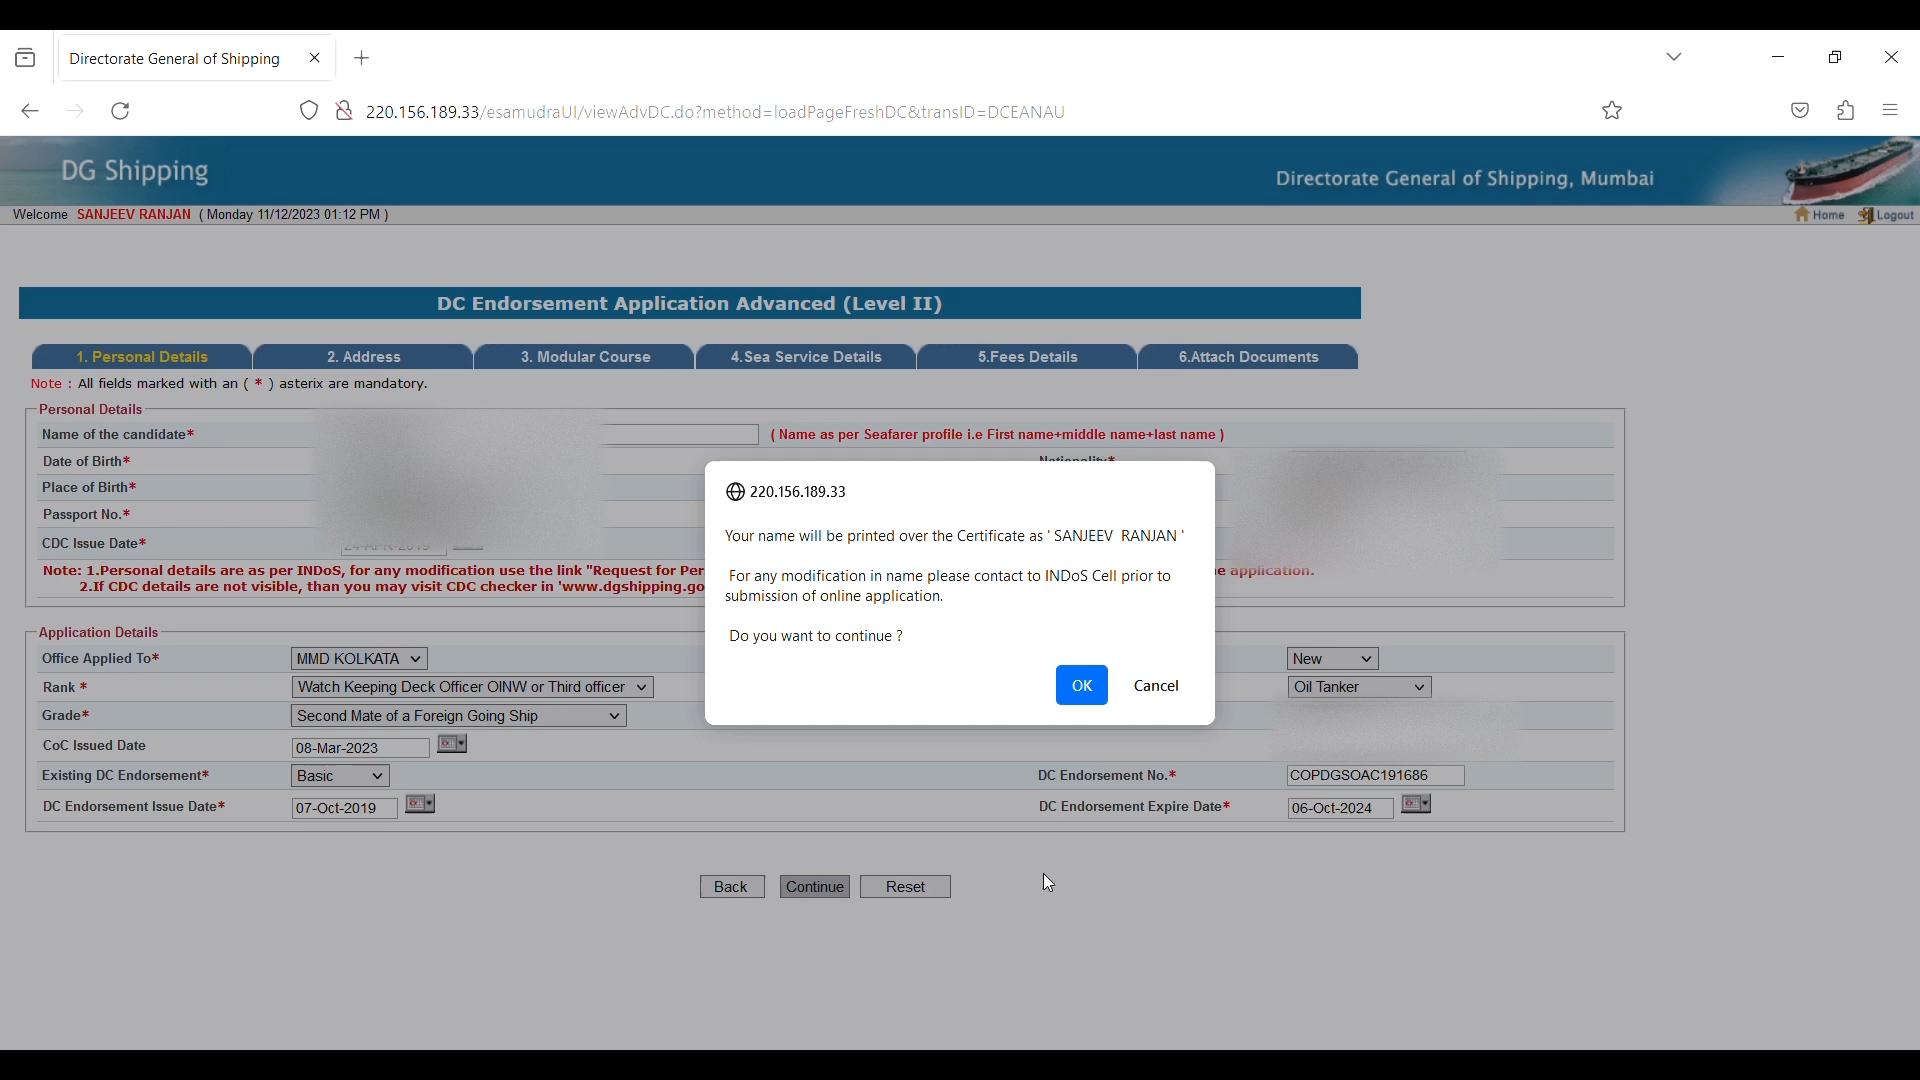 Directorate General of Shipping
220.156.189.33/esamudraUI/viewAdvDC.do?method=loadPageFreshDC&transID=DCEANAU
DG Shipping
Directorate General of Shipping, Mumbai
Welcome SANJEEV RANJAN ( Monday 11/12/2023 01:12 PM )
Home Logout
DC Endorsement Application Advanced (Level II)
1. Personal Details 2. Address 3. Modular Course 4.Sea Service Details 5.Fees Details 6.Attach Documents
Note : All fields marked with an ( * ) asterix are mandatory.
Personal Details
Name of the candidate* ( Name as per Seafarer profile i.e First name+middle name+last name )
Date of Birth* Nationality*
Place of Birth*
Passport No.*
CDC Issue Date* 24-APR-2019
Note: 1.Personal details are as per INDoS, for any modification use the link "Request for Per
e application.
2.If CDC details are not visible, than you may visit CDC checker in 'www.dgshipping.go
220.156.189.33
Your name will be printed over the Certificate as ' SANJEEV RANJAN '
For any modification in name please contact to INDoS Cell prior to
submission of online application.
Do you want to continue ?
OK Cancel
Application Details
Office Applied To* MMD KOLKATA New
Rank * Watch Keeping Deck Officer OINW or Third officer Oil Tanker
Grade* Second Mate of a Foreign Going Ship
CoC Issued Date 08-Mar-2023
Existing DC Endorsement* Basic DC Endorsement No.* COPDGSOAC191686
DC Endorsement Issue Date* 07-Oct-2019 DC Endorsement Expire Date* 06-Oct-2024
Back Continue Reset